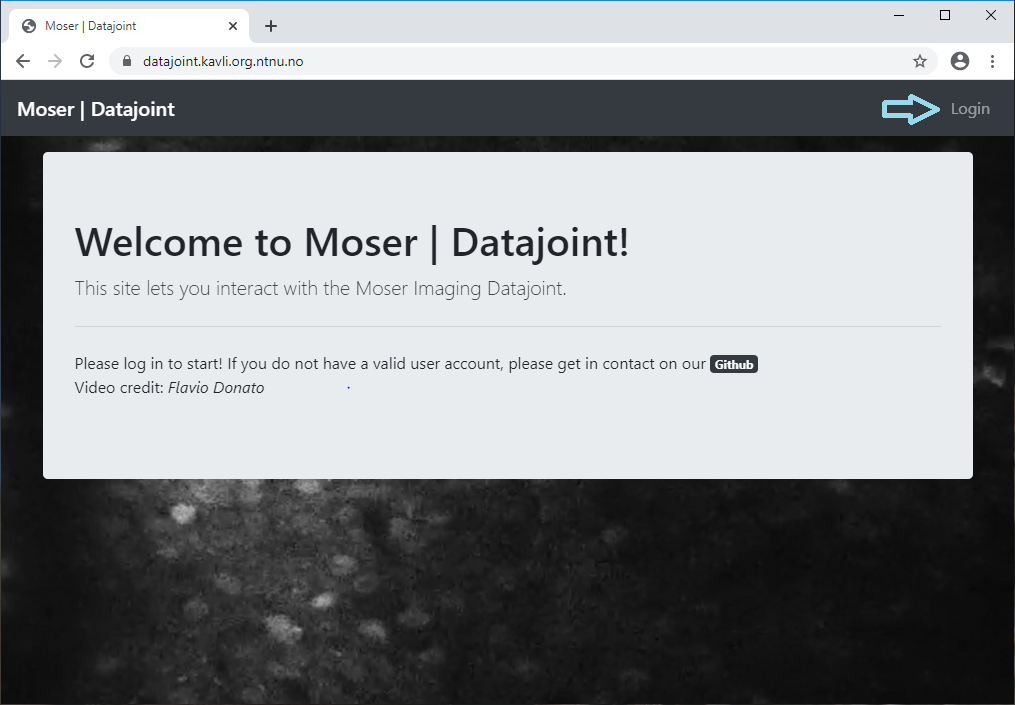 Moser | Datajoint
datajoint.kavli.org.ntnu.no
Moser | Datajoint
Login
Welcome to Moser | Datajoint!
This site lets you interact with the Moser Imaging Datajoint.
Please log in to start! If you do not have a valid user account, please get in contact on our Github
Video credit: Flavio Donato